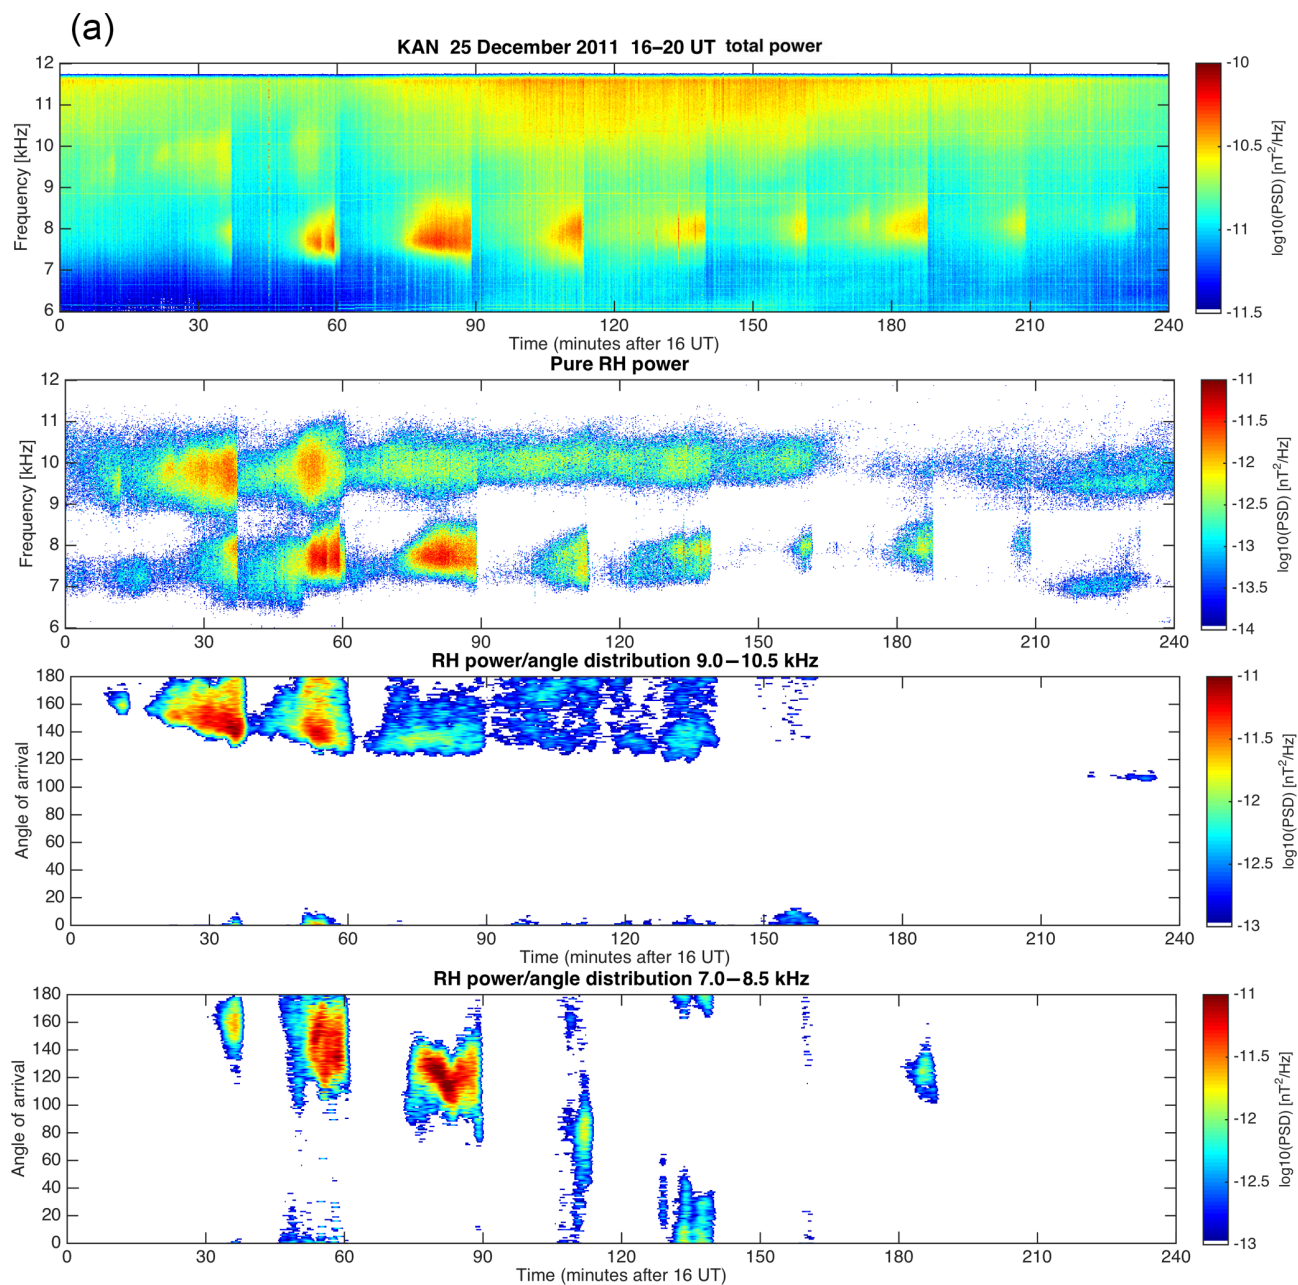 (a)
KAN 25 December 2011 16–20 UT total power
12
11
10
9
8
7
6
Frequency [kHz]
0 30 60 90 120 150 180 210 240
Time (minutes after 16 UT)
-10
-10.5
-11
-11.5
log10(PSD) [nT²/Hz]
Pure RH power
12
11
10
9
8
7
6
Frequency [kHz]
0 30 60 90 120 150 180 210 240
-11
-11.5
-12
-12.5
-13
-13.5
-14
log10(PSD) [nT²/Hz]
RH power/angle distribution 9.0–10.5 kHz
180
160
140
120
100
80
60
40
20
0
Angle of arrival
0 30 60 90 120 150 180 210 240
Time (minutes after 16 UT)
-11
-11.5
-12
-12.5
-13
log10(PSD) [nT²/Hz]
RH power/angle distribution 7.0–8.5 kHz
180
160
140
120
100
80
60
40
20
0
Angle of arrival
0 30 60 90 120 150 180 210 240
Time (minutes after 16 UT)
-11
-11.5
-12
-12.5
-13
log10(PSD) [nT²/Hz]